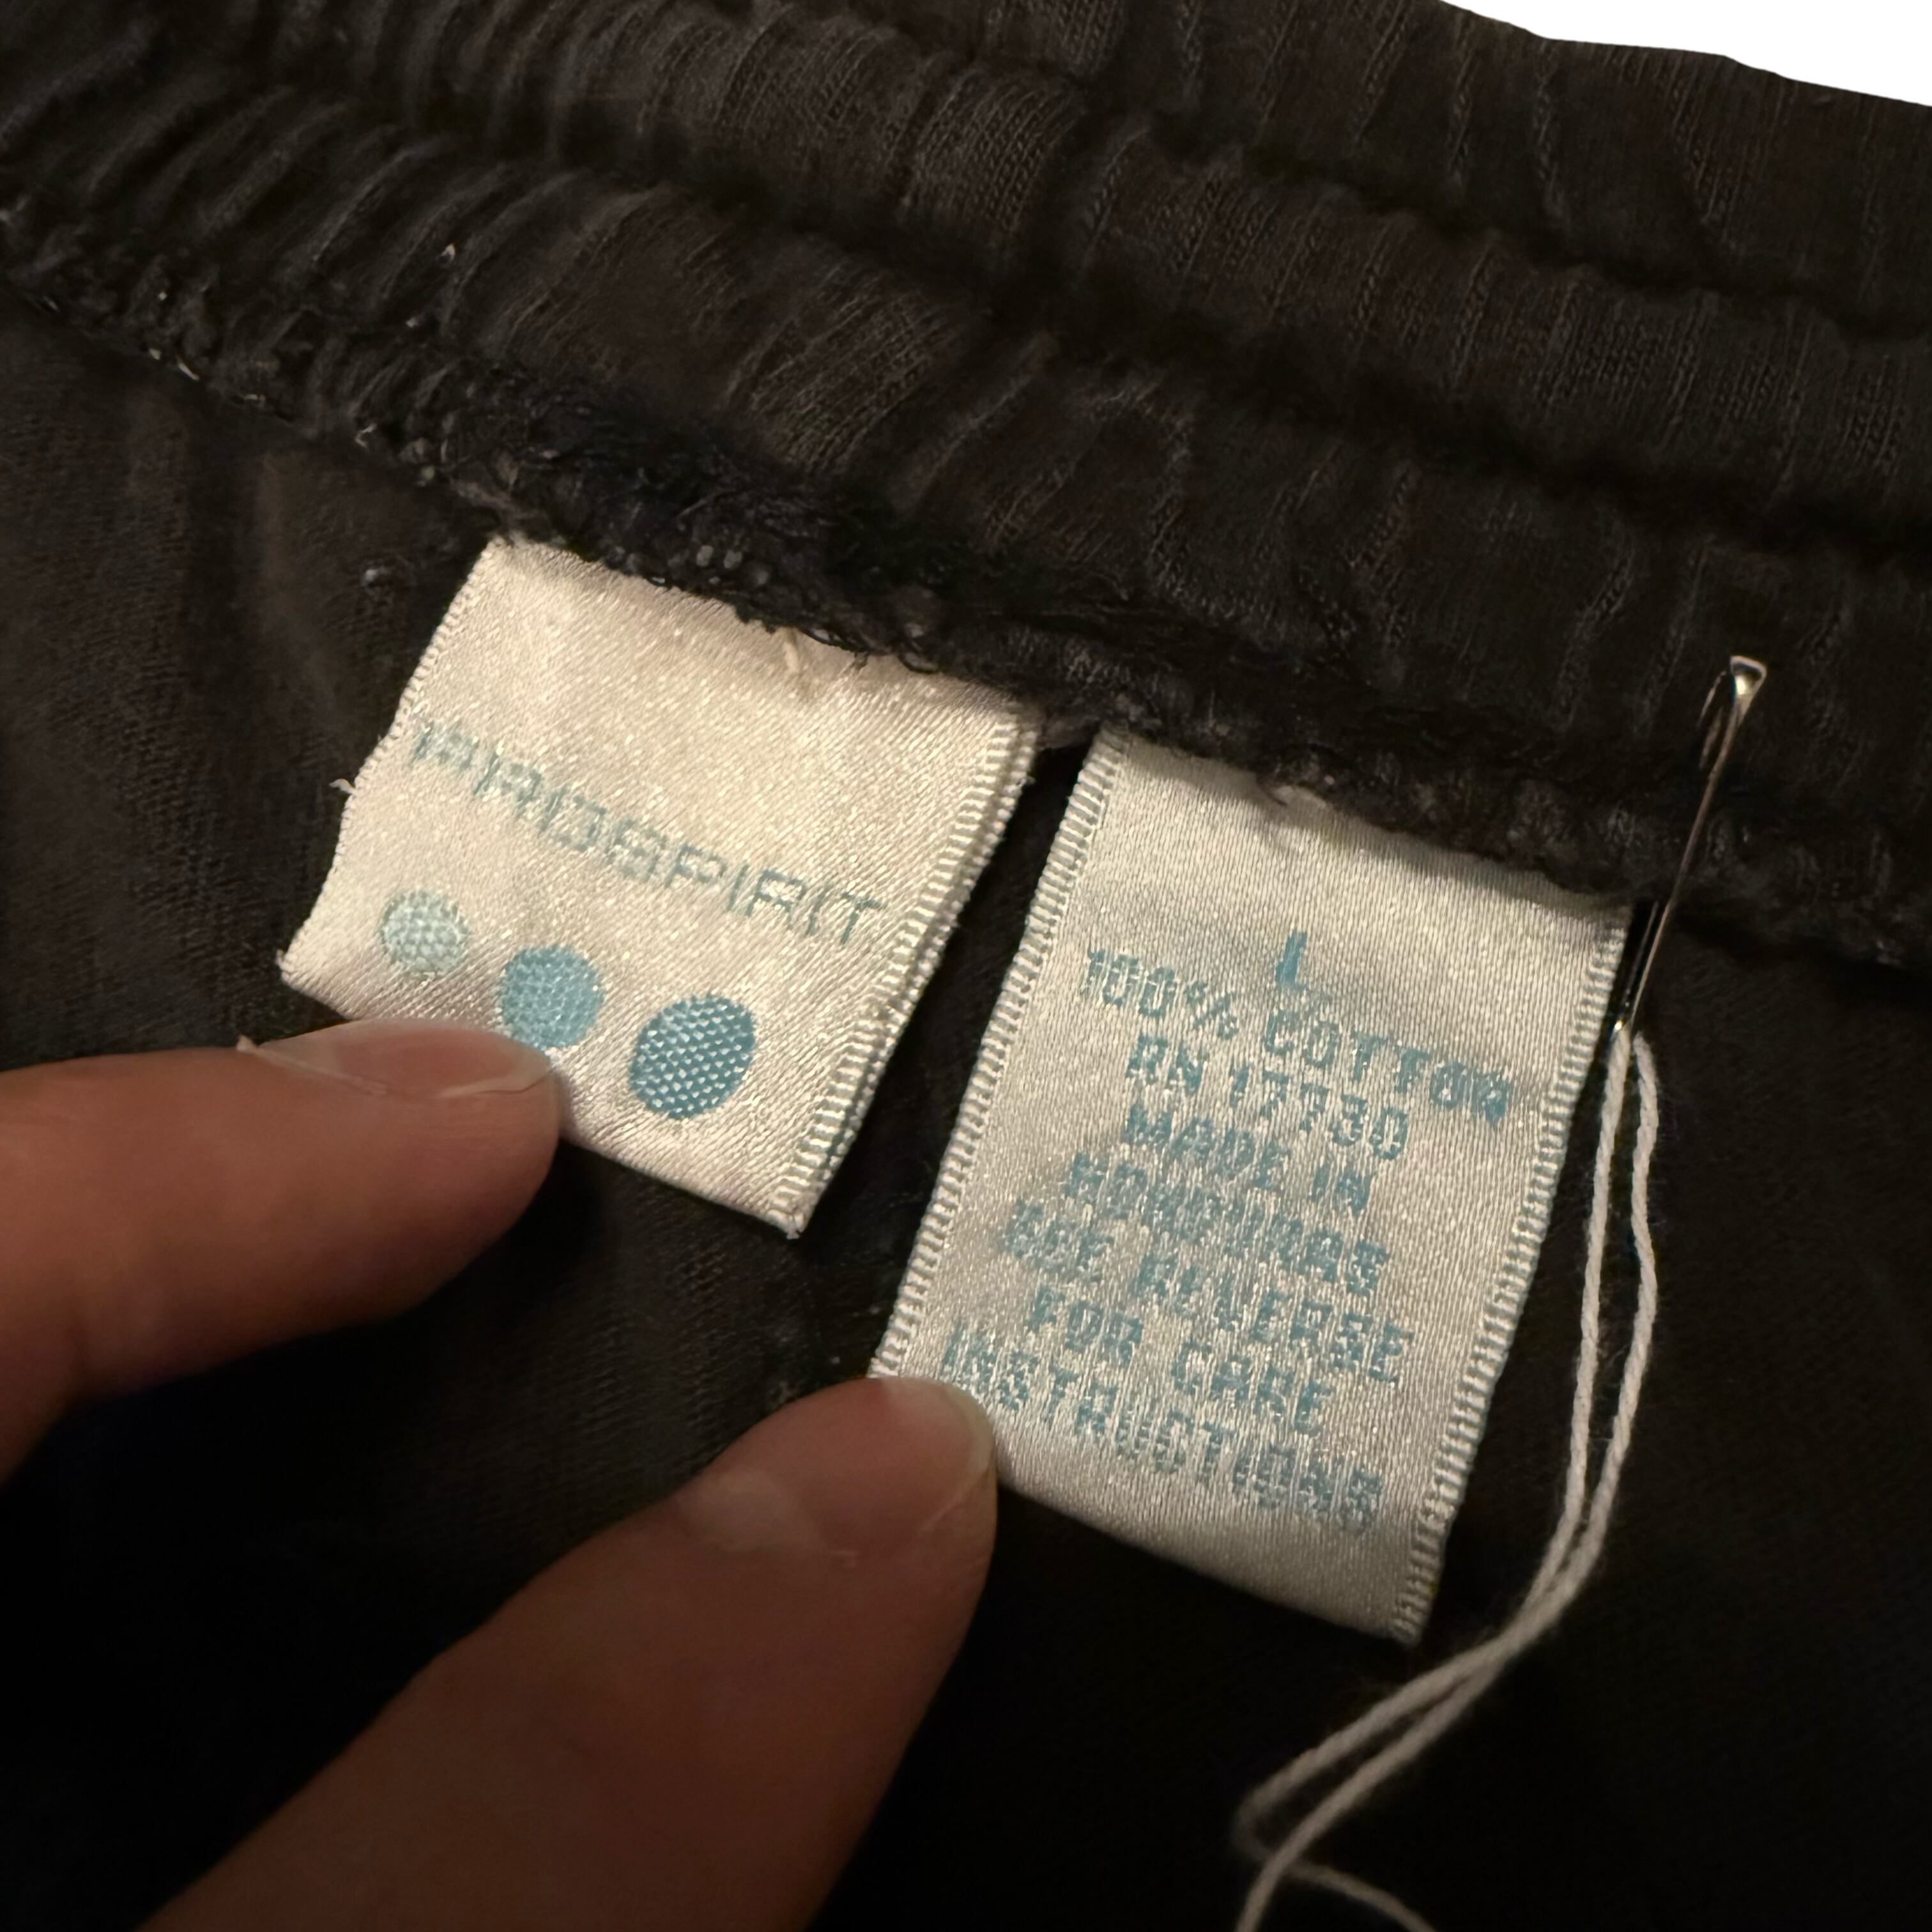 PROSPIRIT
L
100% COTTON
RN 17730
MADE IN
HONDURAS
SEE REVERSE
FOR CARE
INSTRUCTIONS